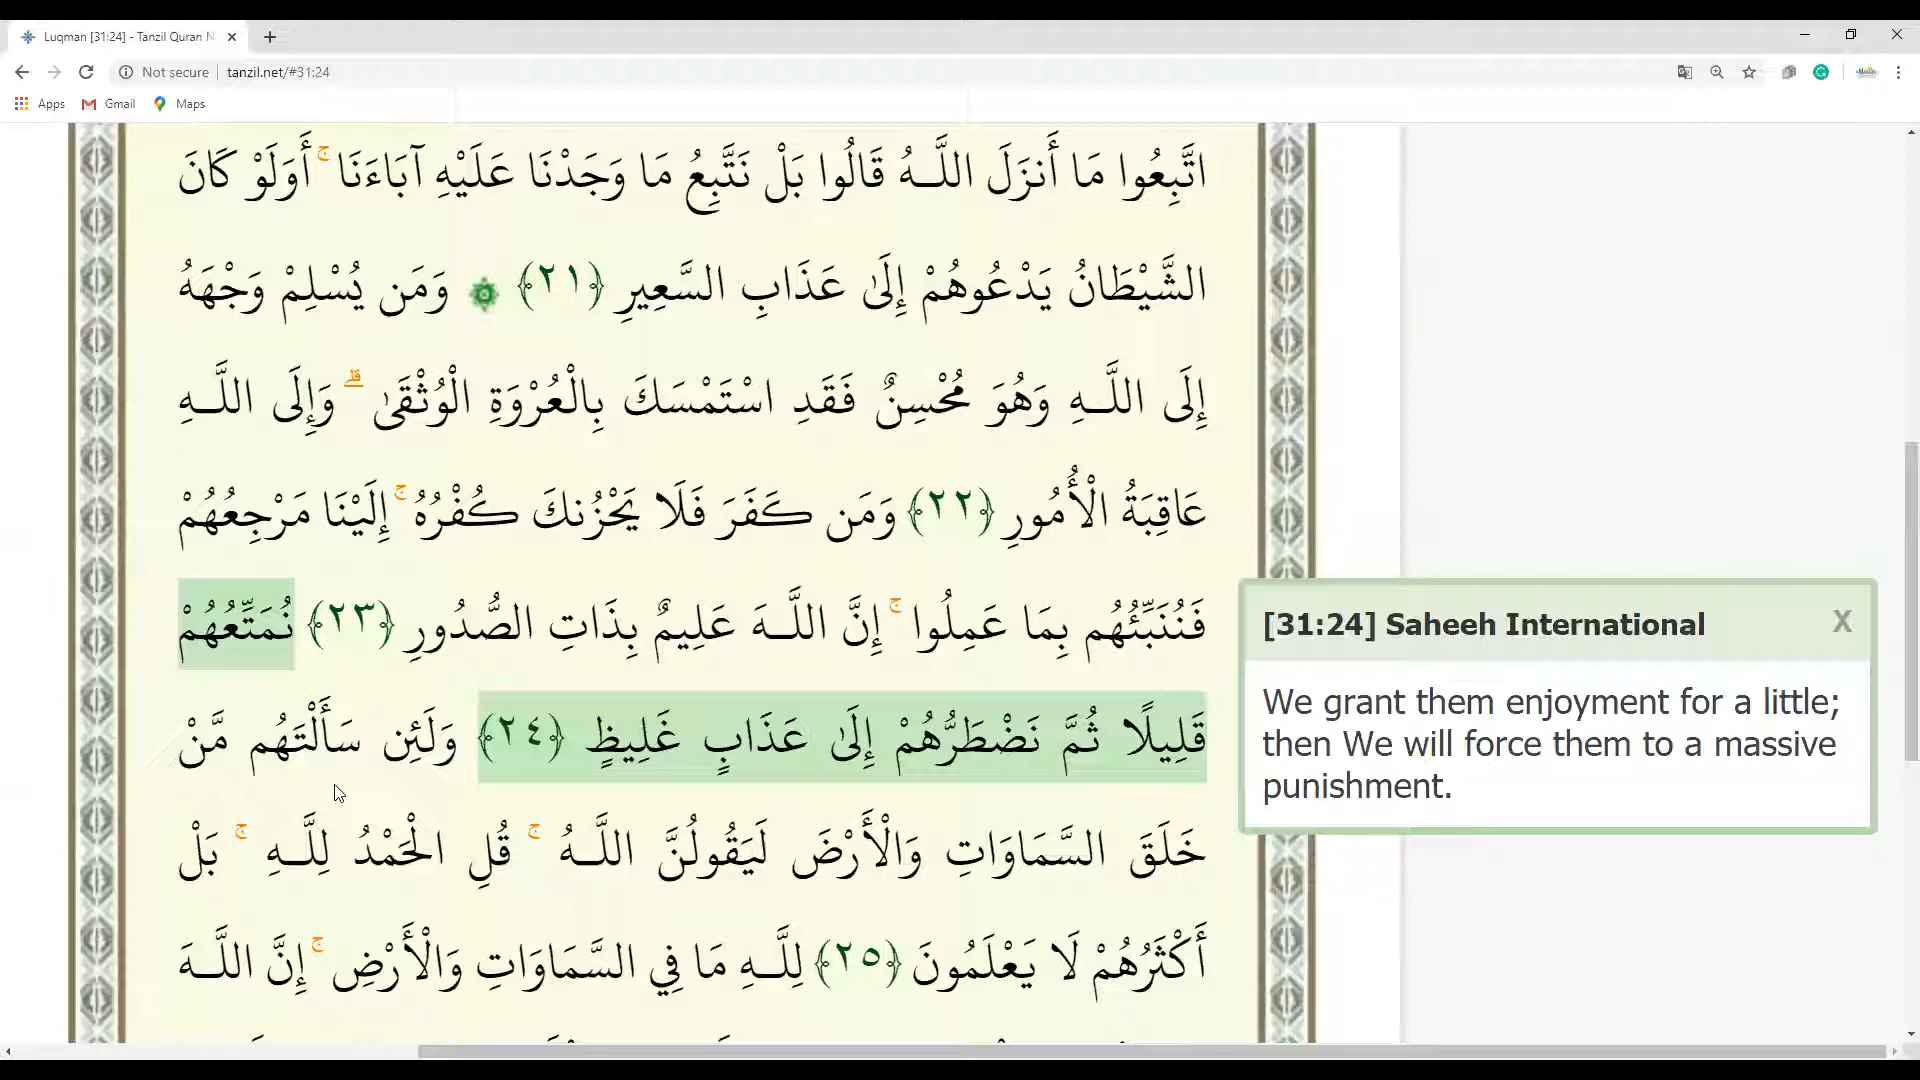 Luqman [31:24] - Tanzil Quran N
Not secure
tanzil.net/#31:24
Apps
Gmail
Maps
اتَّبِعُوا مَا أَنزَلَ اللَّـهُ قَالُوا بَلْ نَتَّبِعُ مَا وَجَدْنَا عَلَيْهِ آبَاءَنَا ۚ أَوَلَوْ كَانَ
الشَّيْطَانُ يَدْعُوهُمْ إِلَىٰ عَذَابِ السَّعِيرِ ﴿٢١﴾ ۞ وَمَن يُسْلِمْ وَجْهَهُ
إِلَى اللَّـهِ وَهُوَ مُحْسِنٌ فَقَدِ اسْتَمْسَكَ بِالْعُرْوَةِ الْوُثْقَىٰ ۗ وَإِلَى اللَّـهِ
عَاقِبَةُ الْأُمُورِ ﴿٢٢﴾ وَمَن كَفَرَ فَلَا يَحْزُنكَ كُفْرُهُ ۚ إِلَيْنَا مَرْجِعُهُمْ
فَنُنَبِّئُهُم بِمَا عَمِلُوا ۚ إِنَّ اللَّـهَ عَلِيمٌ بِذَاتِ الصُّدُورِ ﴿٢٣﴾ نُمَتِّعُهُمْ
قَلِيلًا ثُمَّ نَضْطَرُّهُمْ إِلَىٰ عَذَابٍ غَلِيظٍ ﴿٢٤﴾ وَلَئِن سَأَلْتَهُم مَّنْ
خَلَقَ السَّمَاوَاتِ وَالْأَرْضَ لَيَقُولُنَّ اللَّـهُ ۚ قُلِ الْحَمْدُ لِلَّـهِ ۚ بَلْ
أَكْثَرُهُمْ لَا يَعْلَمُونَ ﴿٢٥﴾ لِلَّـهِ مَا فِي السَّمَاوَاتِ وَالْأَرْضِ ۚ إِنَّ اللَّـهَ
[31:24] Saheeh International
X
We grant them enjoyment for a little;
then We will force them to a massive
punishment.